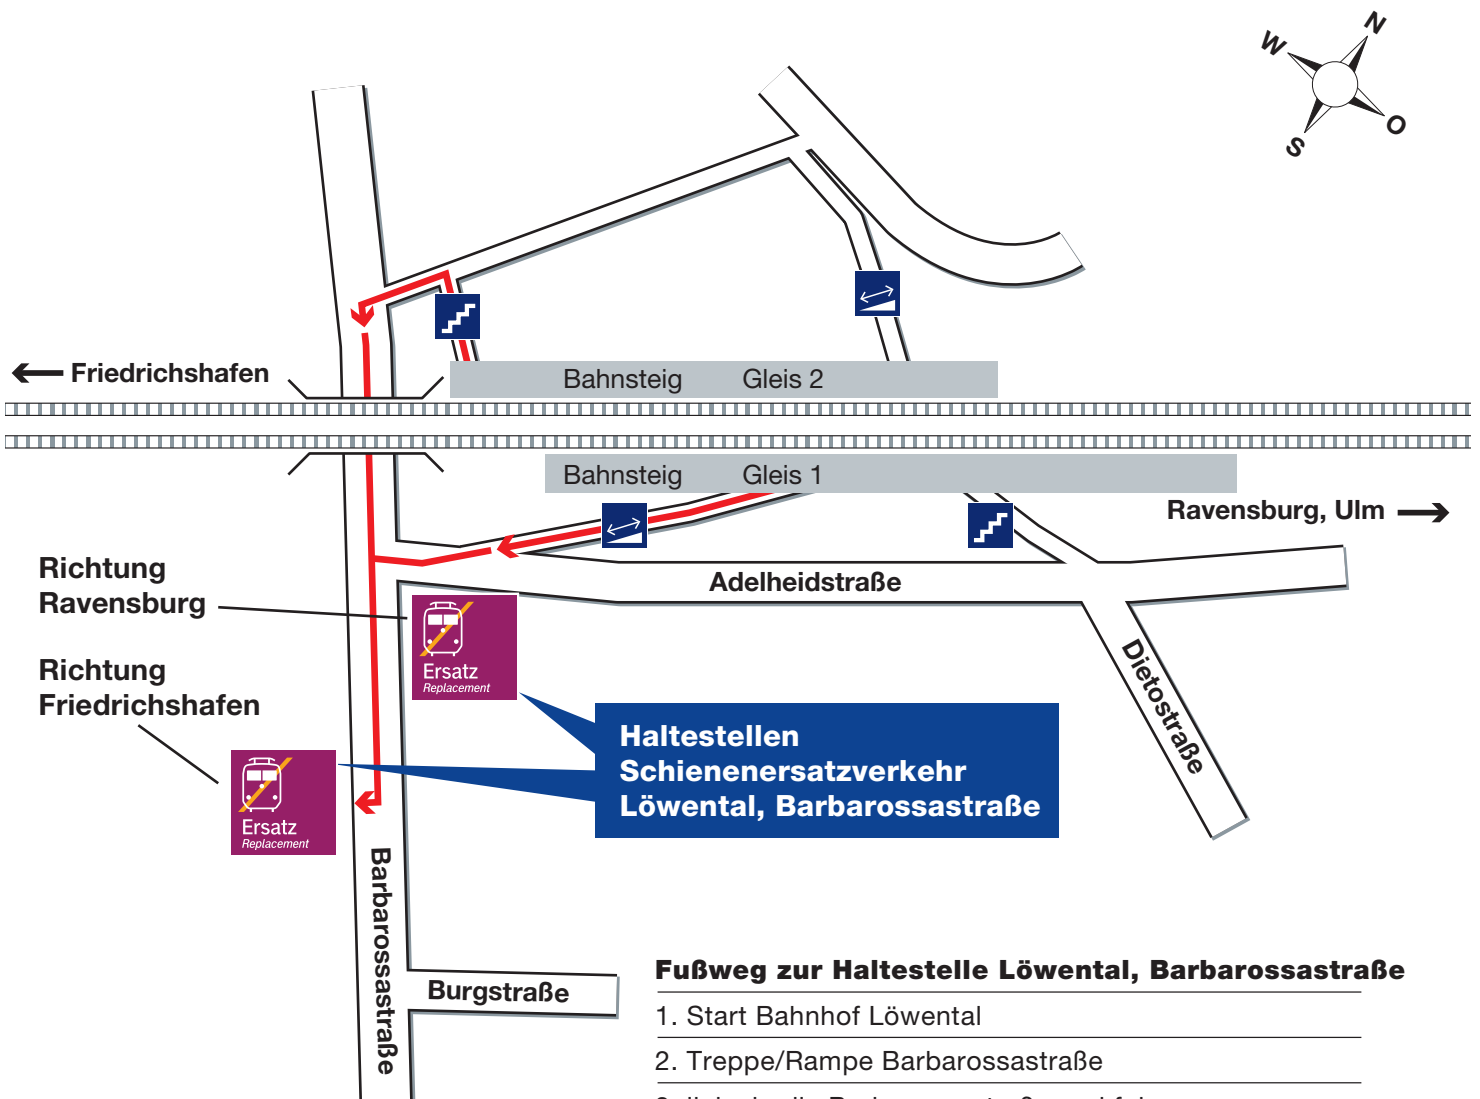 N
W
O
S
Friedrichshafen
Bahnsteig Gleis 2
Bahnsteig Gleis 1
Ravensburg, Ulm
Richtung
Ravensburg
Adelheidstraße
Ersatz
Replacement
Richtung
Friedrichshafen
Dietostraße
Haltestellen
Schienenersatzverkehr
Löwental, Barbarossastraße
Ersatz
Replacement
Barbarossastraße
Burgstraße
Fußweg zur Haltestelle Löwental, Barbarossastraße
1. Start Bahnhof Löwental
2. Treppe/Rampe Barbarossastraße